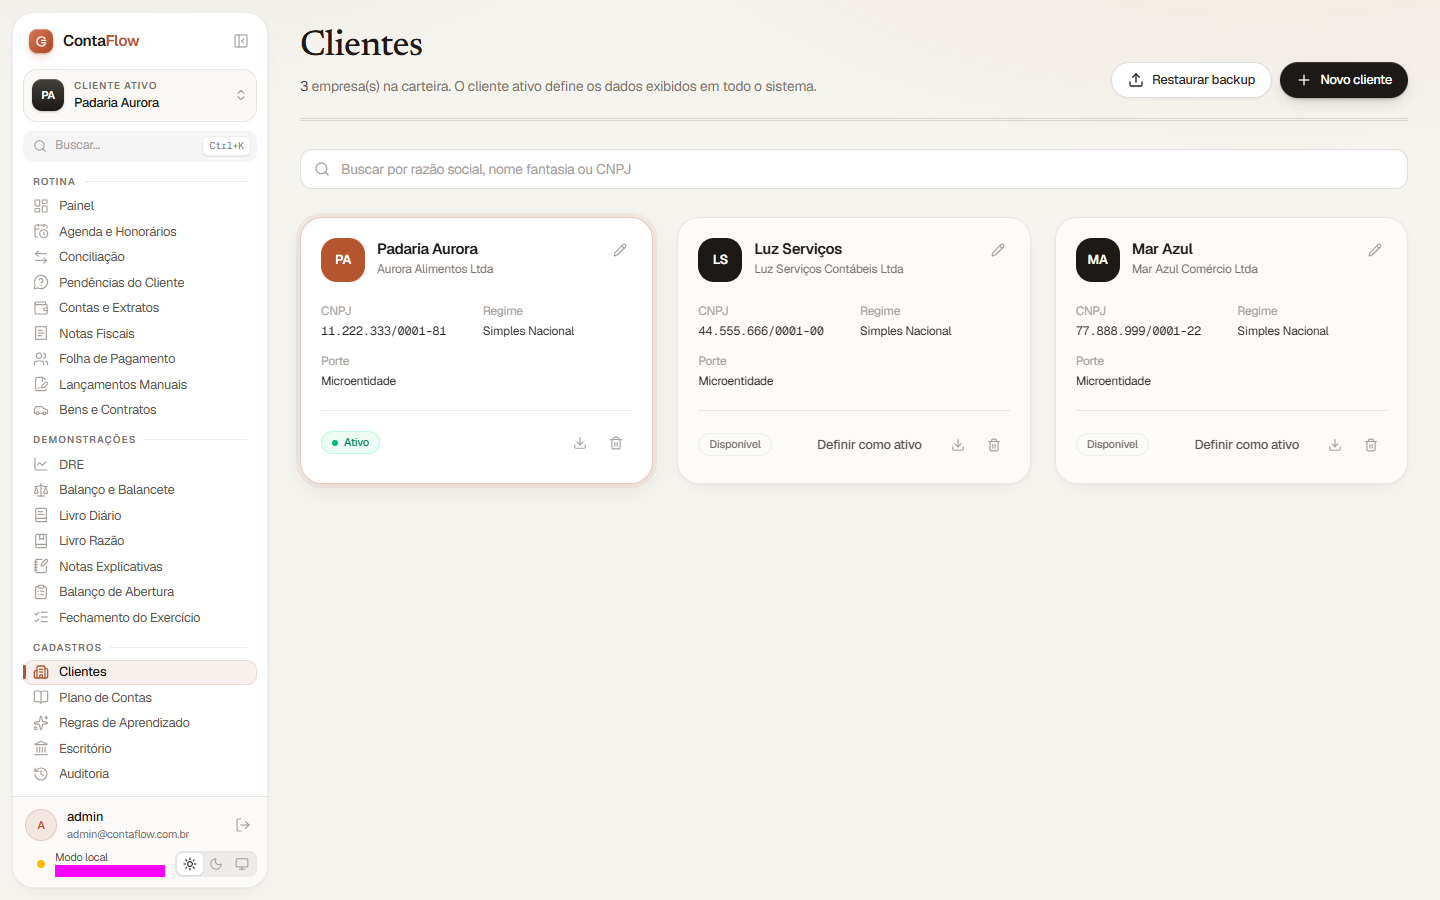 ContaFlow
PA
CLIENTE ATIVO
Padaria Aurora
Buscar...
Ctrl+K
ROTINA
Painel
Agenda e Honorários
Conciliação
Pendências do Cliente
Contas e Extratos
Notas Fiscais
Folha de Pagamento
Lançamentos Manuais
Bens e Contratos
DEMONSTRAÇÕES
DRE
Balanço e Balancete
Livro Diário
Livro Razão
Notas Explicativas
Balanço de Abertura
Fechamento do Exercício
CADASTROS
Clientes
Plano de Contas
Regras de Aprendizado
Escritório
Auditoria
A
admin
admin@contaflow.com.br
Modo local
Clientes
3 empresa(s) na carteira. O cliente ativo define os dados exibidos em todo o sistema.
Restaurar backup
Novo cliente
Buscar por razão social, nome fantasia ou CNPJ
PA
Padaria Aurora
Aurora Alimentos Ltda
CNPJ
Regime
11.222.333/0001-81
Simples Nacional
Porte
Microentidade
Ativo
LS
Luz Serviços
Luz Serviços Contábeis Ltda
CNPJ
Regime
44.555.666/0001-00
Simples Nacional
Porte
Microentidade
Disponível
Definir como ativo
MA
Mar Azul
Mar Azul Comércio Ltda
CNPJ
Regime
77.888.999/0001-22
Simples Nacional
Porte
Microentidade
Disponível
Definir como ativo